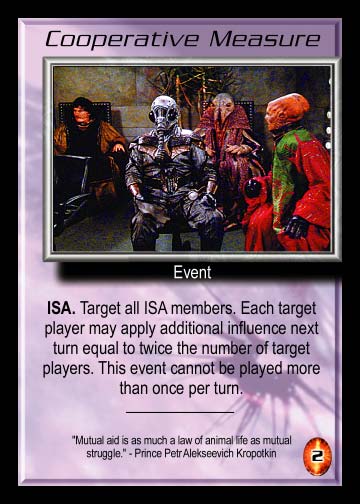 Cooperative Measure
Event
ISA. Target all ISA members. Each target
player may apply additional influence next
turn equal to twice the number of target
players. This event cannot be played more
than once per turn.
"Mutual aid is as much a law of animal life as mutual
struggle." - Prince Petr Alekseevich Kropotkin
2